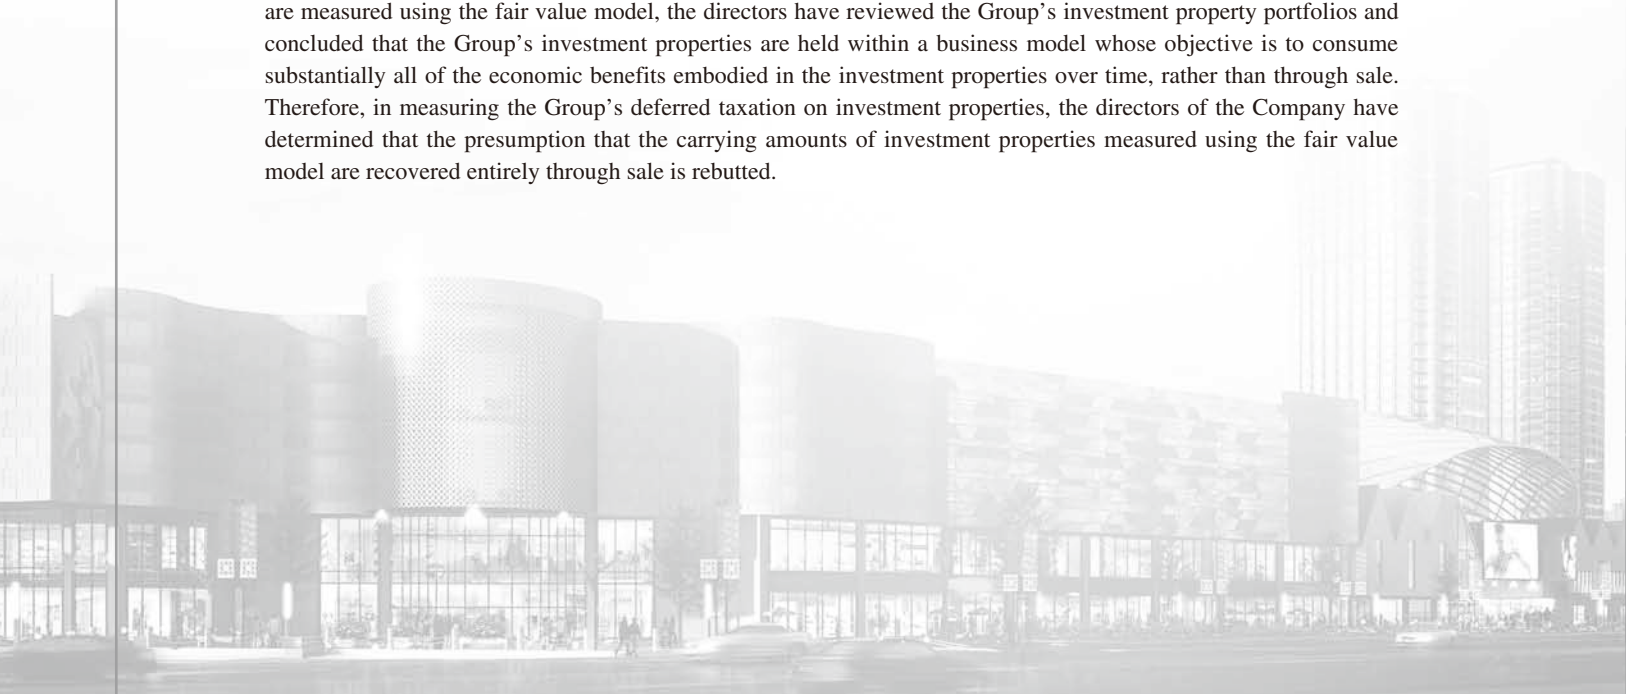 are measured using the fair value model, the directors have reviewed the Group’s investment property portfolios and
concluded that the Group’s investment properties are held within a business model whose objective is to consume
substantially all of the economic benefits embodied in the investment properties over time, rather than through sale.
Therefore, in measuring the Group’s deferred taxation on investment properties, the directors of the Company have
determined that the presumption that the carrying amounts of investment properties measured using the fair value
model are recovered entirely through sale is rebutted.